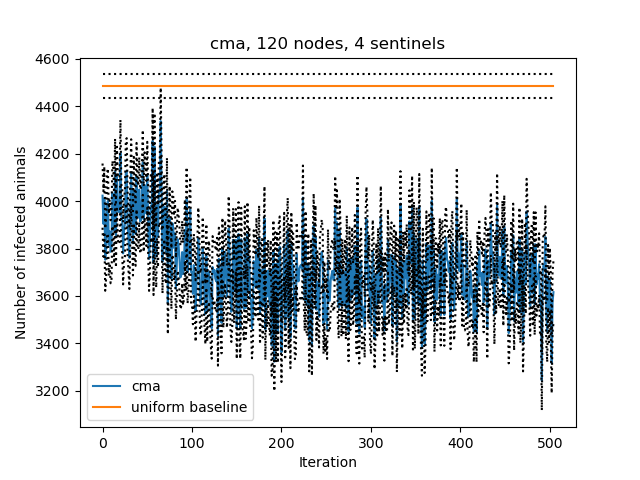 cma, 120 nodes, 4 sentinels
Number of infected animals
4600
4400
4200
4000
3800
3600
3400
3200
cma
uniform baseline
0
100
200
300
400
500
Iteration